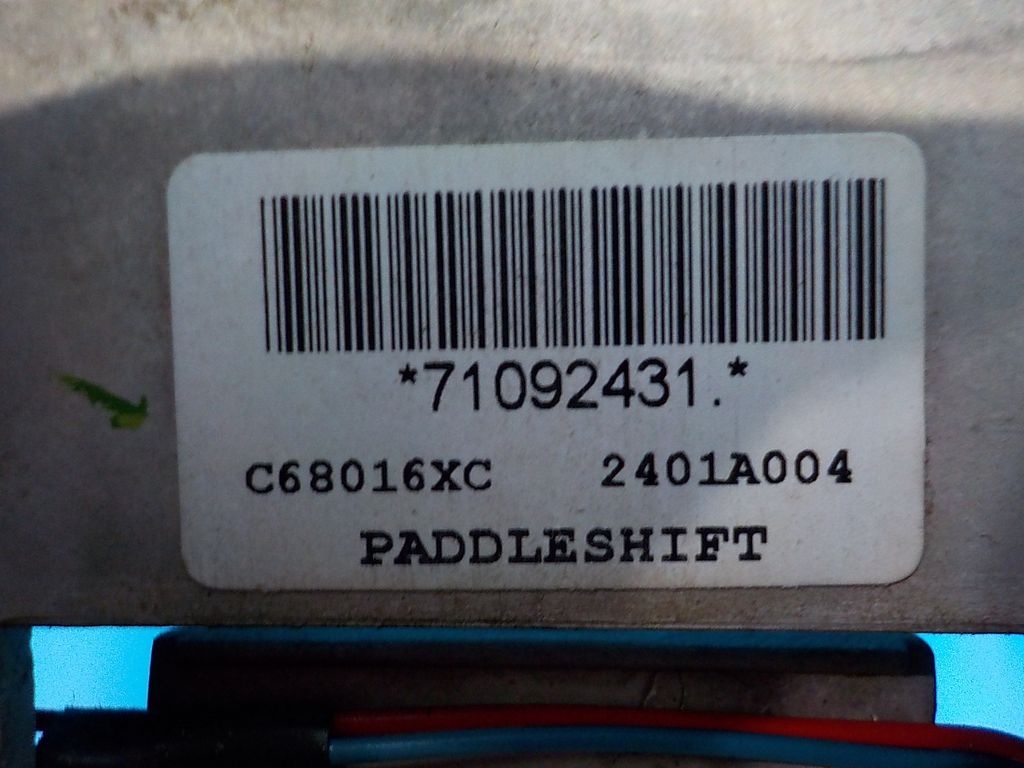 *71092431.*
C68016XC 2401A004
PADDLESHIFT